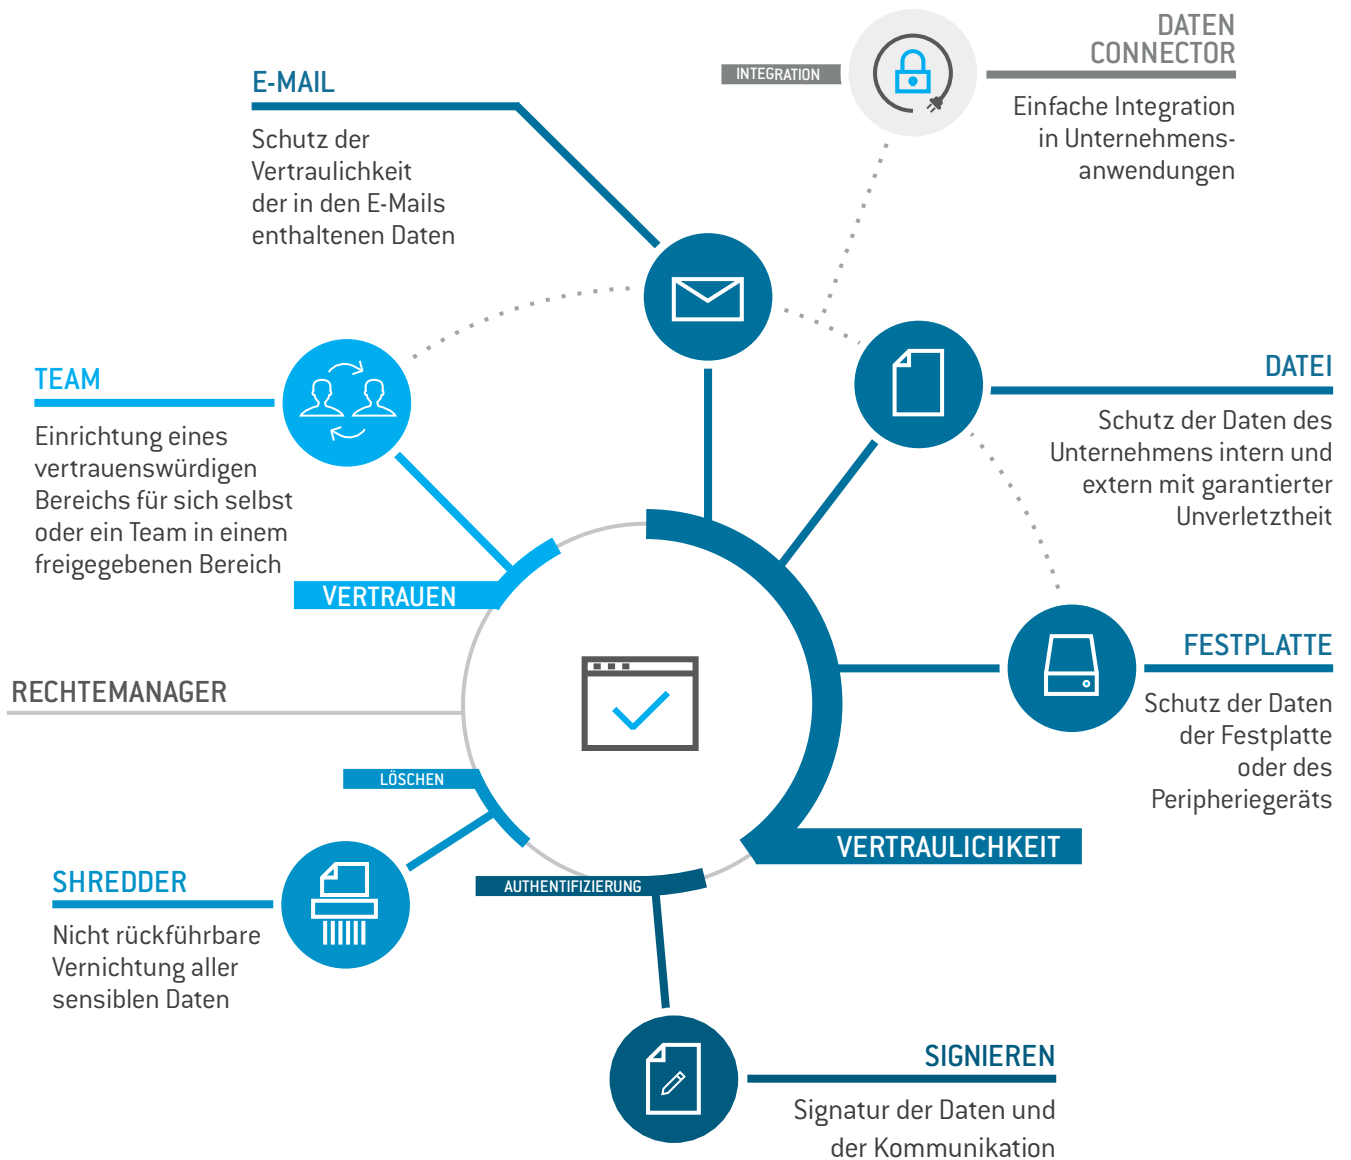 DATEN
CONNECTOR
INTEGRATION
Einfache Integration
in Unternehmens-
anwendungen
E-MAIL
Schutz der
Vertraulichkeit
der in den E-Mails
enthaltenen Daten
TEAM
Einrichtung eines
vertrauenswürdigen
Bereichs für sich selbst
oder ein Team in einem
freigegebenen Bereich
DATEI
Schutz der Daten des
Unternehmens intern und
extern mit garantierter
Unverletztheit
VERTRAUEN
FESTPLATTE
Schutz der Daten
der Festplatte
oder des
Peripheriegeräts
RECHTEMANAGER
LÖSCHEN
VERTRAULICHKEIT
SHREDDER
Nicht rückführbare
Vernichtung aller
sensiblen Daten
AUTHENTIFIZIERUNG
SIGNIEREN
Signatur der Daten und
der Kommunikation